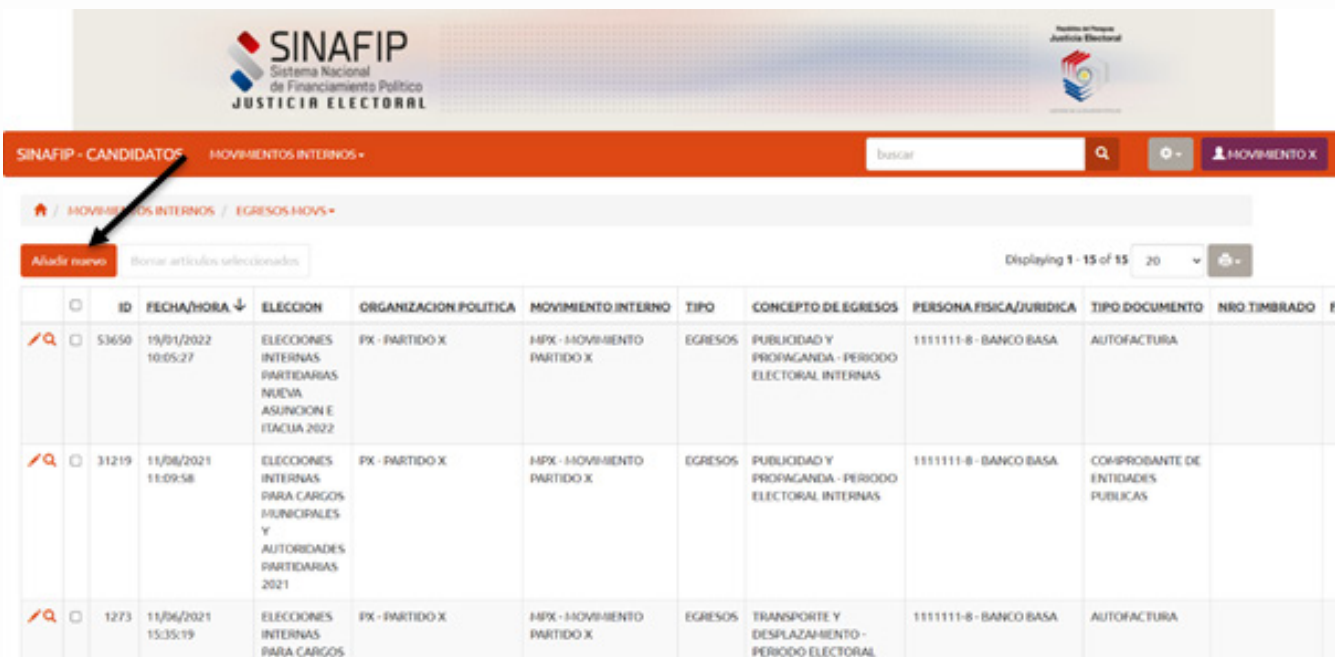 SINAFIP
Sistema Nacional
de Financiamiento Político
JUSTICIA ELECTORAL
República del Paraguay
Justicia Electoral
SINAFIP - CANDIDATOS MOVIMIENTOS INTERNOS
buscar
MOVIMIENTO X
/ MOVIMIENTOS INTERNOS / EGRESOS MOVS
Añadir nuevo Borrar artículos seleccionados Displaying 1 - 15 of 15 20
ID FECHA/HORA ELECCION ORGANIZACION POLITICA MOVIMIENTO INTERNO TIPO CONCEPTO DE EGRESOS PERSONA FISICA/JURIDICA TIPO DOCUMENTO NRO TIMBRADO
53650 19/01/2022 ELECCIONES PX - PARTIDO X MPX - MOVIMIENTO EGRESOS PUBLICIDAD Y 1111111-8 - BANCO BASA AUTOFACTURA
10:05:27 INTERNAS PARTIDO X PROPAGANDA - PERIODO
PARTIDARIAS ELECTORAL INTERNAS
NUEVA
ASUNCION E
ITACUA 2022
31219 11/08/2021 ELECCIONES PX - PARTIDO X MPX - MOVIMIENTO EGRESOS PUBLICIDAD Y 1111111-8 - BANCO BASA COMPROBANTE DE
11:09:58 INTERNAS PARTIDO X PROPAGANDA - PERIODO ENTIDADES
PARA CARGOS ELECTORAL INTERNAS PUBLICAS
MUNICIPALES
Y
AUTORIDADES
PARTIDARIAS
2021
1273 11/06/2021 ELECCIONES PX - PARTIDO X MPX - MOVIMIENTO EGRESOS TRANSPORTE Y 1111111-8 - BANCO BASA AUTOFACTURA
15:35:19 INTERNAS PARTIDO X DESPLAZAMIENTO -
PARA CARGOS PERIODO ELECTORAL